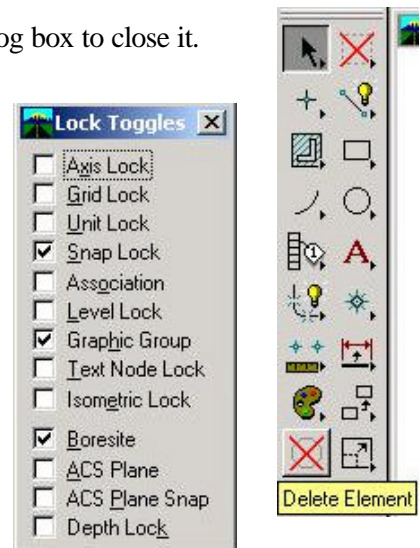 og box to close it.
Lock Toggles
Axis Lock
Grid Lock
Unit Lock
Snap Lock
Association
Level Lock
Graphic Group
Text Node Lock
Isometric Lock
Boresite
ACS Plane
ACS Plane Snap
Depth Lock
1
A
Delete Element